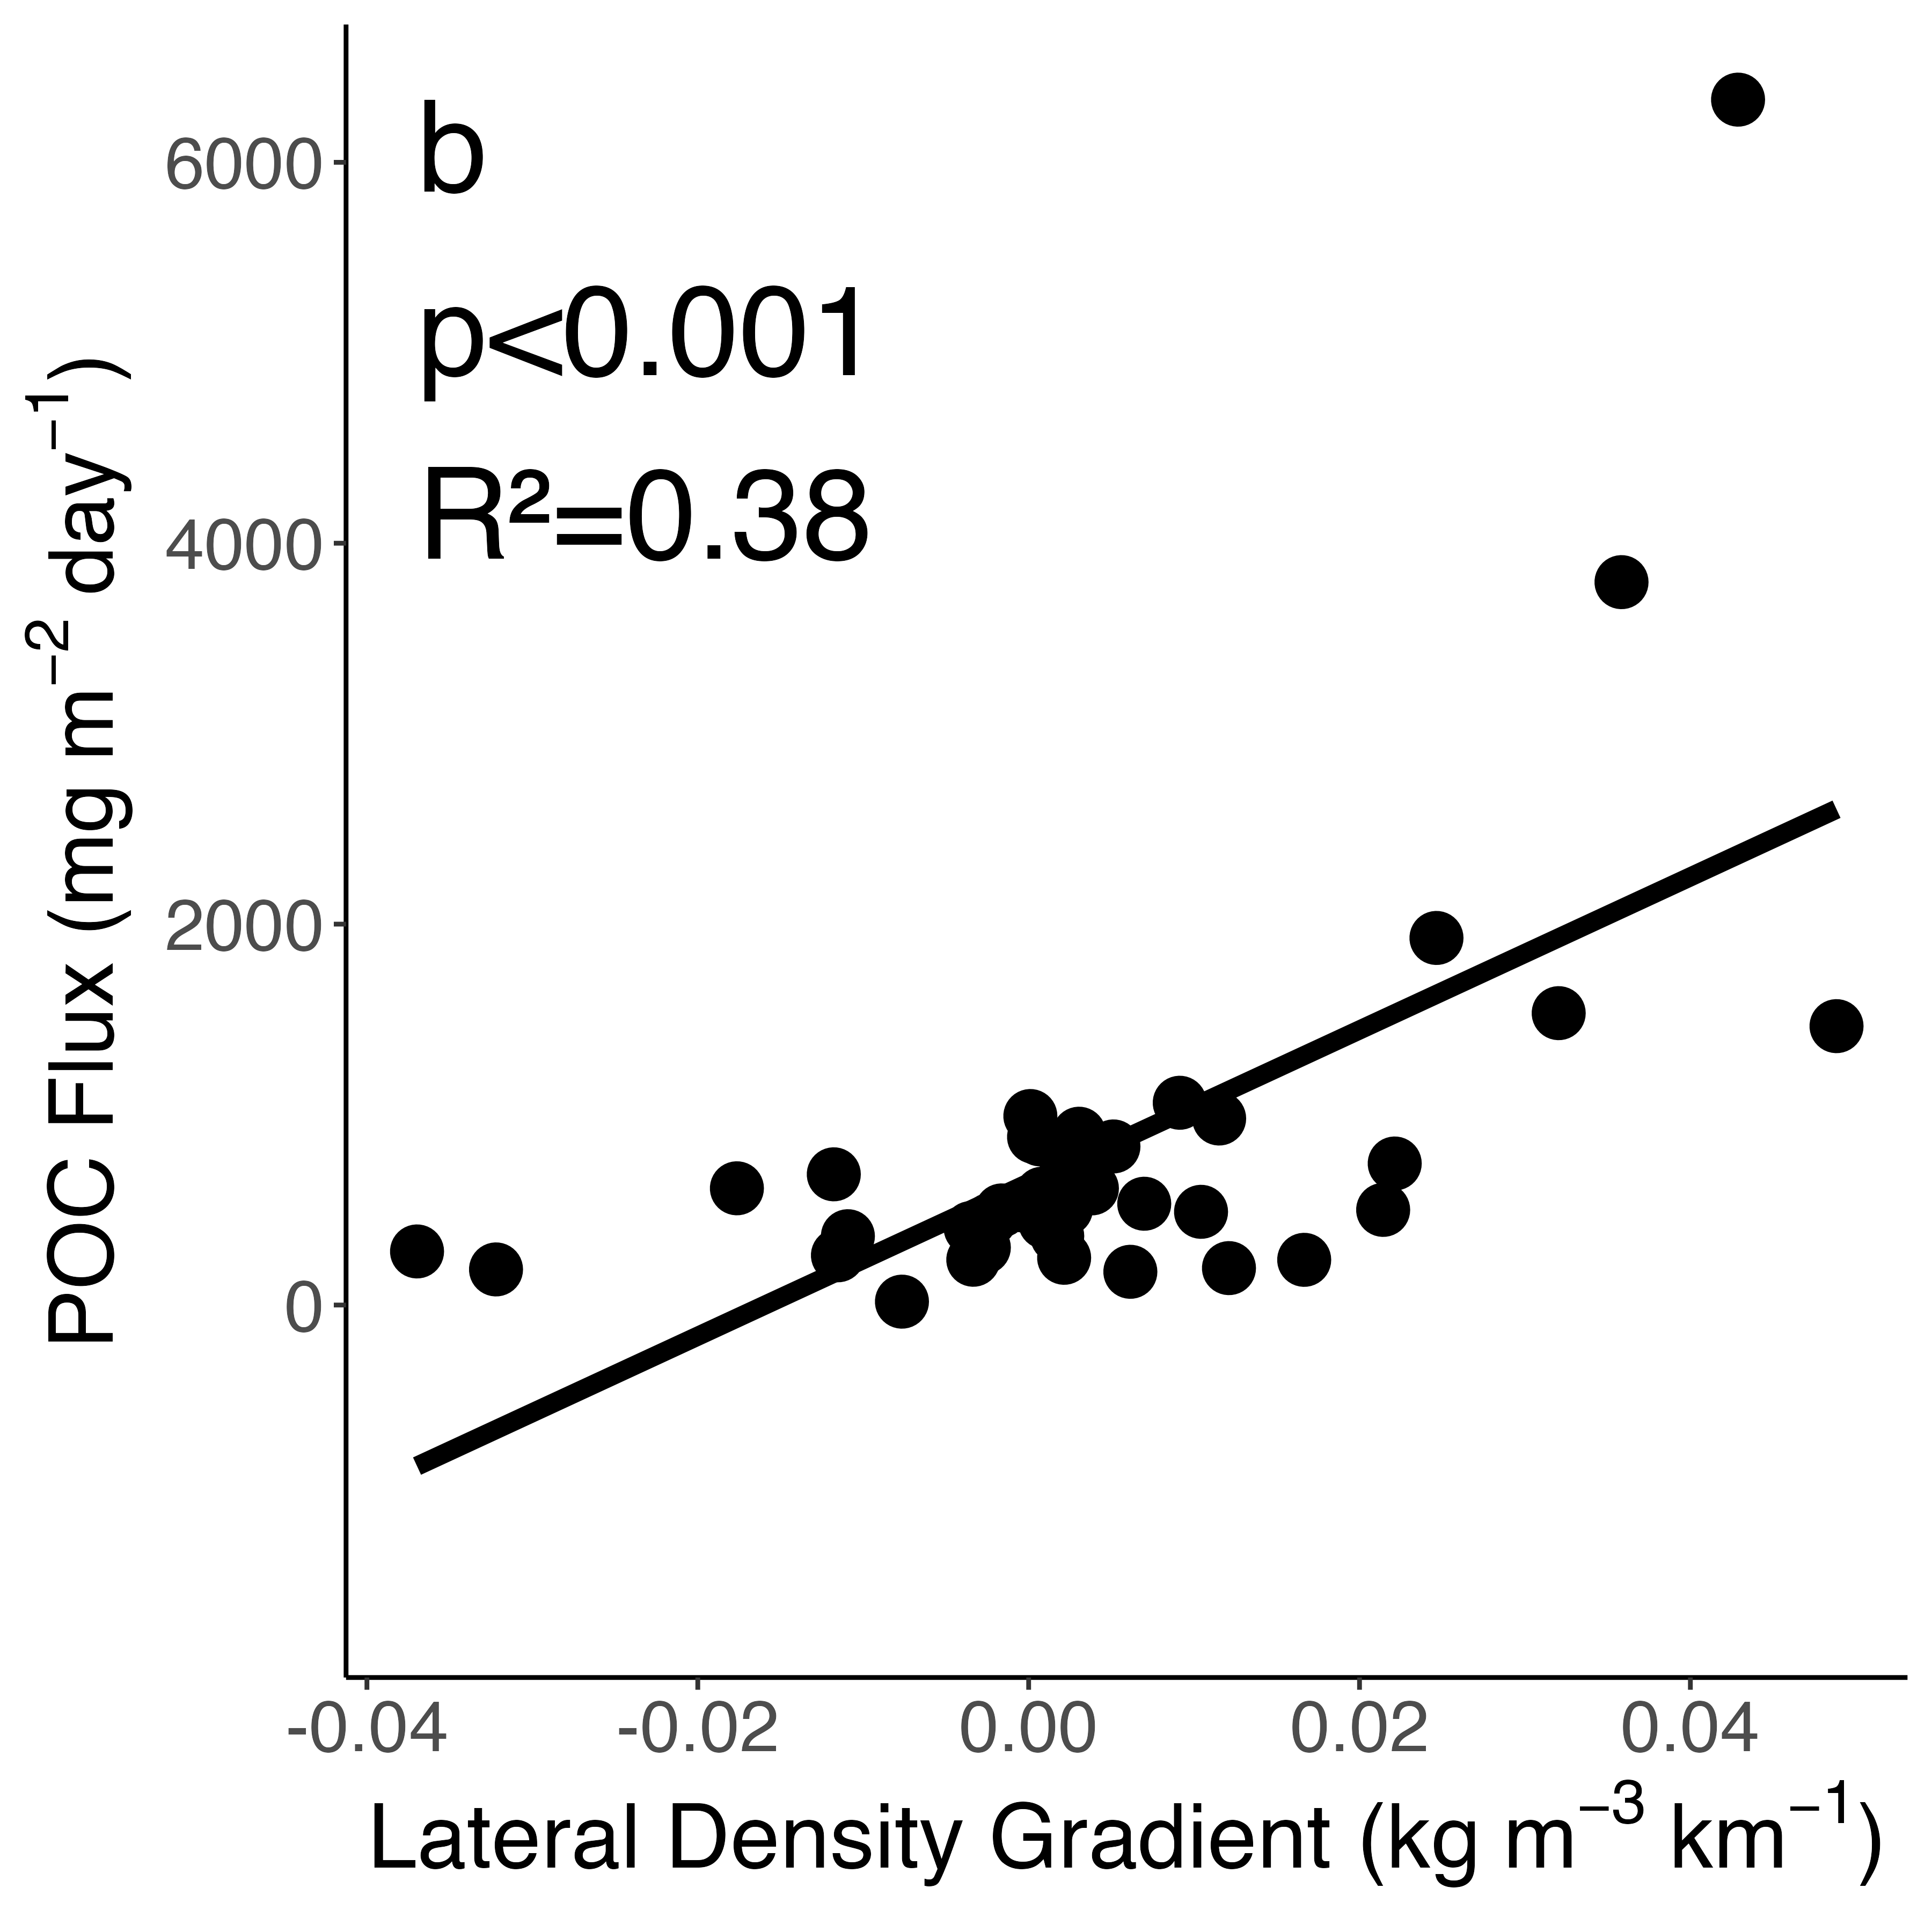 b
p<0.001
R²=0.38
POC Flux (mg m⁻² day⁻¹)
6000
4000
2000
0
-0.04 -0.02 0.00 0.02 0.04
Lateral Density Gradient (kg m⁻³ km⁻¹)